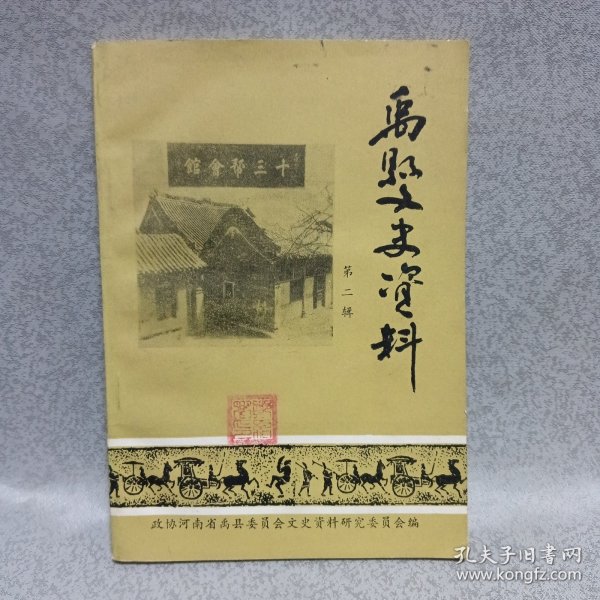 禹县文史资料
第二辑
十三帮會館
政协河南省禹县委员会文史资料研究委员会编
孔夫子旧书网
www.kongfz.com